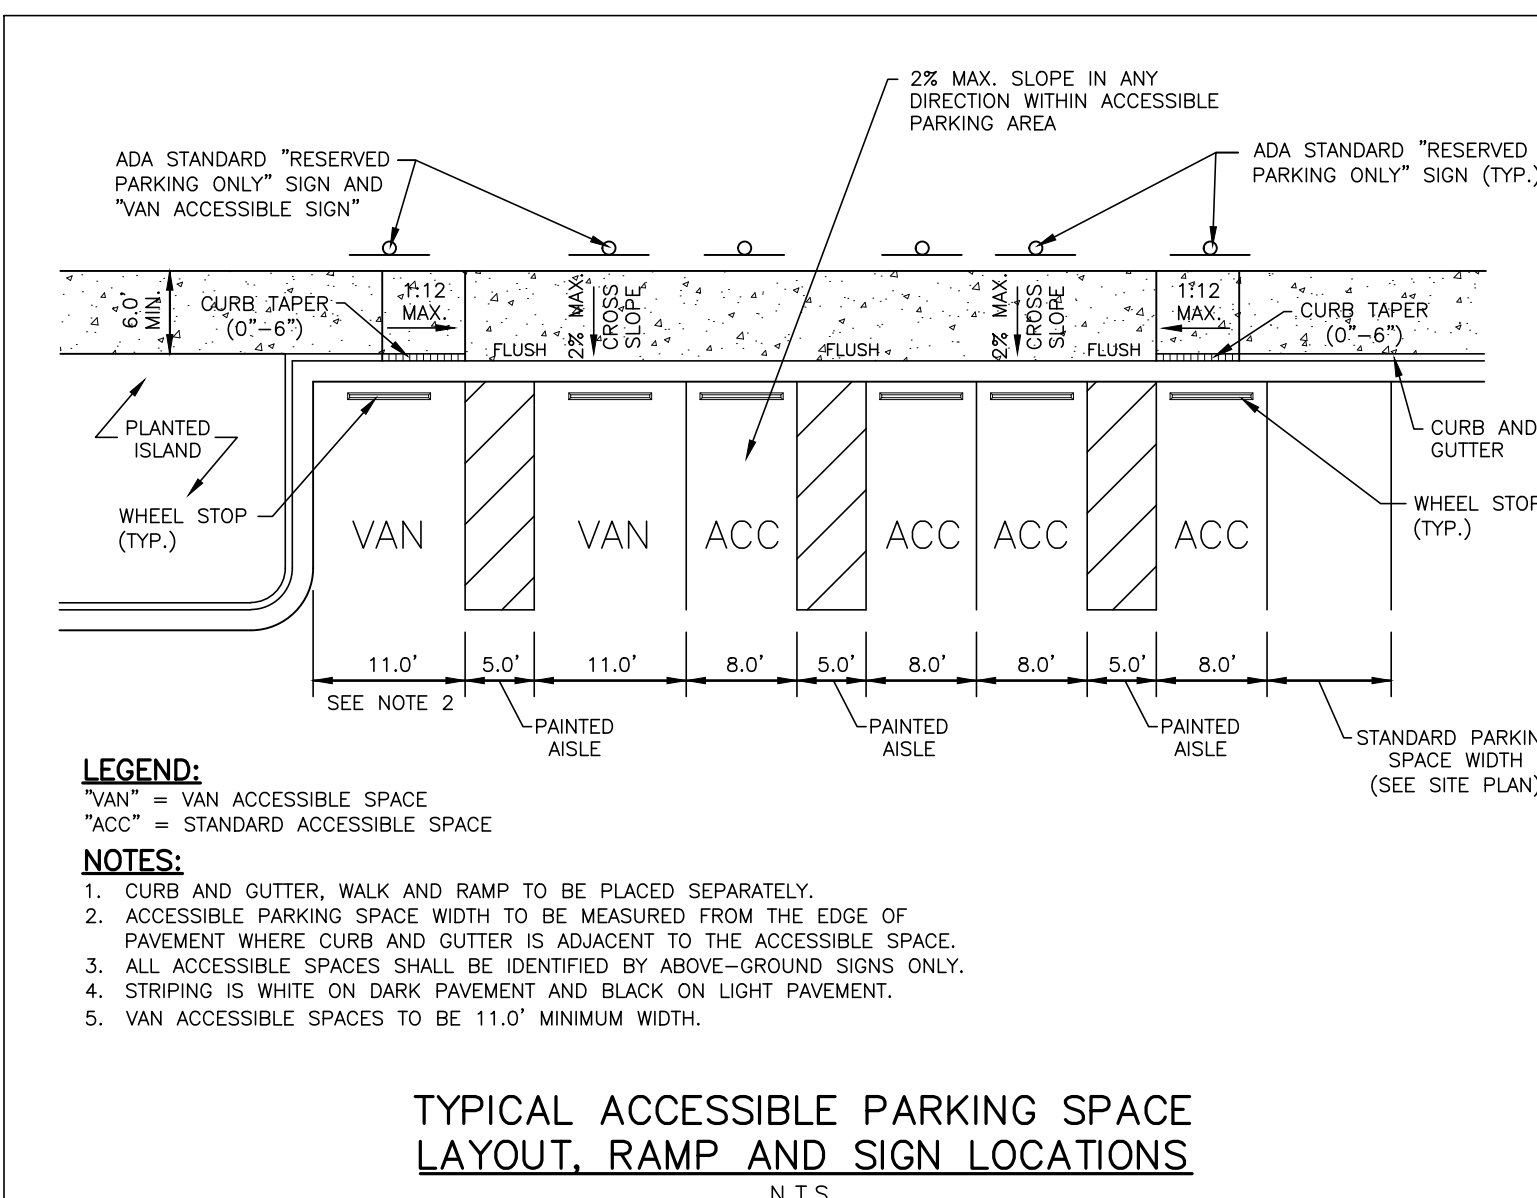 2% MAX. SLOPE IN ANY
DIRECTION WITHIN ACCESSIBLE
PARKING AREA
ADA STANDARD "RESERVED
PARKING ONLY" SIGN AND
"VAN ACCESSIBLE SIGN"
ADA STANDARD "RESERVED
PARKING ONLY" SIGN (TYP.)
6.0'
MIN.
CURB TAPER
(0"-6")
1:12
MAX.
2% MAX.
CROSS
SLOPE
FLUSH
FLUSH
2% MAX.
CROSS
SLOPE
FLUSH
1:12
MAX.
CURB TAPER
(0"-6")
PLANTED
ISLAND
CURB AND
GUTTER
WHEEL STOP
(TYP.)
WHEEL STOP
(TYP.)
VAN
VAN
ACC
ACC
ACC
ACC
11.0'
5.0'
11.0'
8.0'
5.0'
8.0'
8.0'
5.0'
8.0'
SEE NOTE 2
PAINTED
AISLE
PAINTED
AISLE
PAINTED
AISLE
STANDARD PARKIN
SPACE WIDTH
(SEE SITE PLAN)
LEGEND:
"VAN" = VAN ACCESSIBLE SPACE
"ACC" = STANDARD ACCESSIBLE SPACE
NOTES:
1. CURB AND GUTTER, WALK AND RAMP TO BE PLACED SEPARATELY.
2. ACCESSIBLE PARKING SPACE WIDTH TO BE MEASURED FROM THE EDGE OF
PAVEMENT WHERE CURB AND GUTTER IS ADJACENT TO THE ACCESSIBLE SPACE.
3. ALL ACCESSIBLE SPACES SHALL BE IDENTIFIED BY ABOVE-GROUND SIGNS ONLY.
4. STRIPING IS WHITE ON DARK PAVEMENT AND BLACK ON LIGHT PAVEMENT.
5. VAN ACCESSIBLE SPACES TO BE 11.0' MINIMUM WIDTH.
TYPICAL ACCESSIBLE PARKING SPACE
LAYOUT, RAMP AND SIGN LOCATIONS
N.T.S.